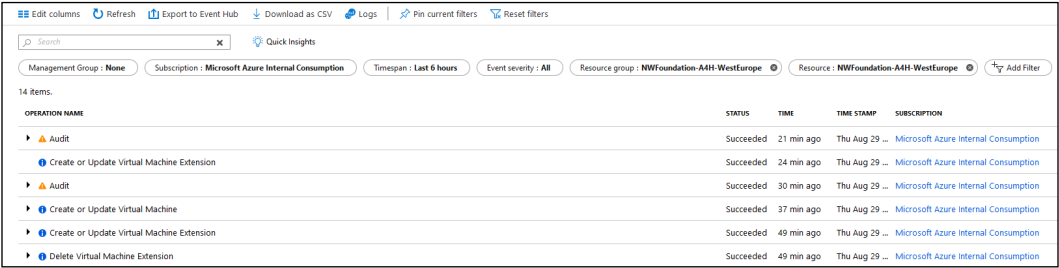 Edit columns Refresh Export to Event Hub Download as CSV Logs Pin current filters Reset filters
Search Quick Insights
Management Group : None Subscription : Microsoft Azure Internal Consumption Timespan : Last 6 hours Event severity : All Resource group : NWFoundation-A4H-WestEurope Resource : NWFoundation-A4H-WestEurope Add Filter
14 items.
OPERATION NAME STATUS TIME TIME STAMP SUBSCRIPTION
Audit Succeeded 21 min ago Thu Aug 29 ... Microsoft Azure Internal Consumption
Create or Update Virtual Machine Extension Succeeded 24 min ago Thu Aug 29 ... Microsoft Azure Internal Consumption
Audit Succeeded 30 min ago Thu Aug 29 ... Microsoft Azure Internal Consumption
Create or Update Virtual Machine Succeeded 37 min ago Thu Aug 29 ... Microsoft Azure Internal Consumption
Create or Update Virtual Machine Extension Succeeded 49 min ago Thu Aug 29 ... Microsoft Azure Internal Consumption
Delete Virtual Machine Extension Succeeded 49 min ago Thu Aug 29 ... Microsoft Azure Internal Consumption